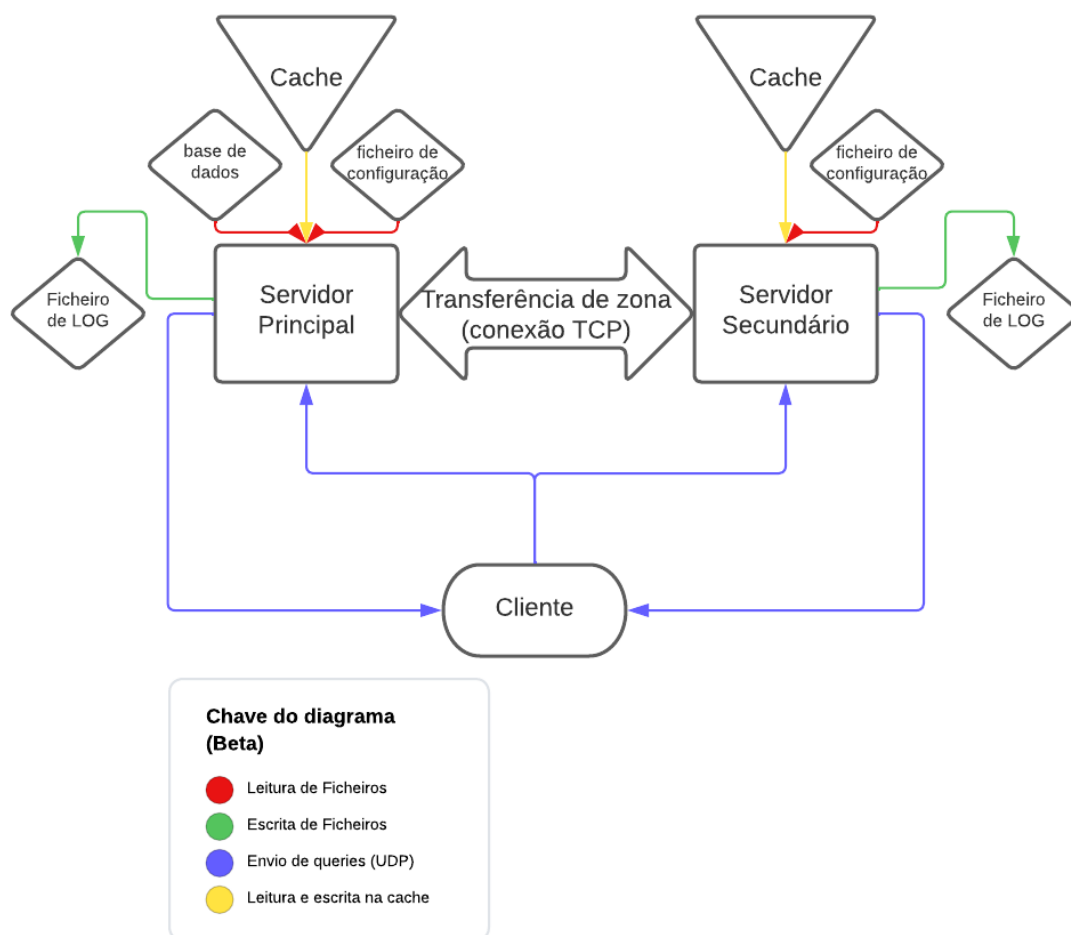 Cache
Cache
base de
dados
ficheiro de
configuração
ficheiro de
configuração
Ficheiro
de LOG
Servidor
Principal
Transferência de zona
(conexão TCP)
Servidor
Secundário
Ficheiro
de LOG
Cliente
Chave do diagrama
(Beta)
Leitura de Ficheiros
Escrita de Ficheiros
Envio de queries (UDP)
Leitura e escrita na cache